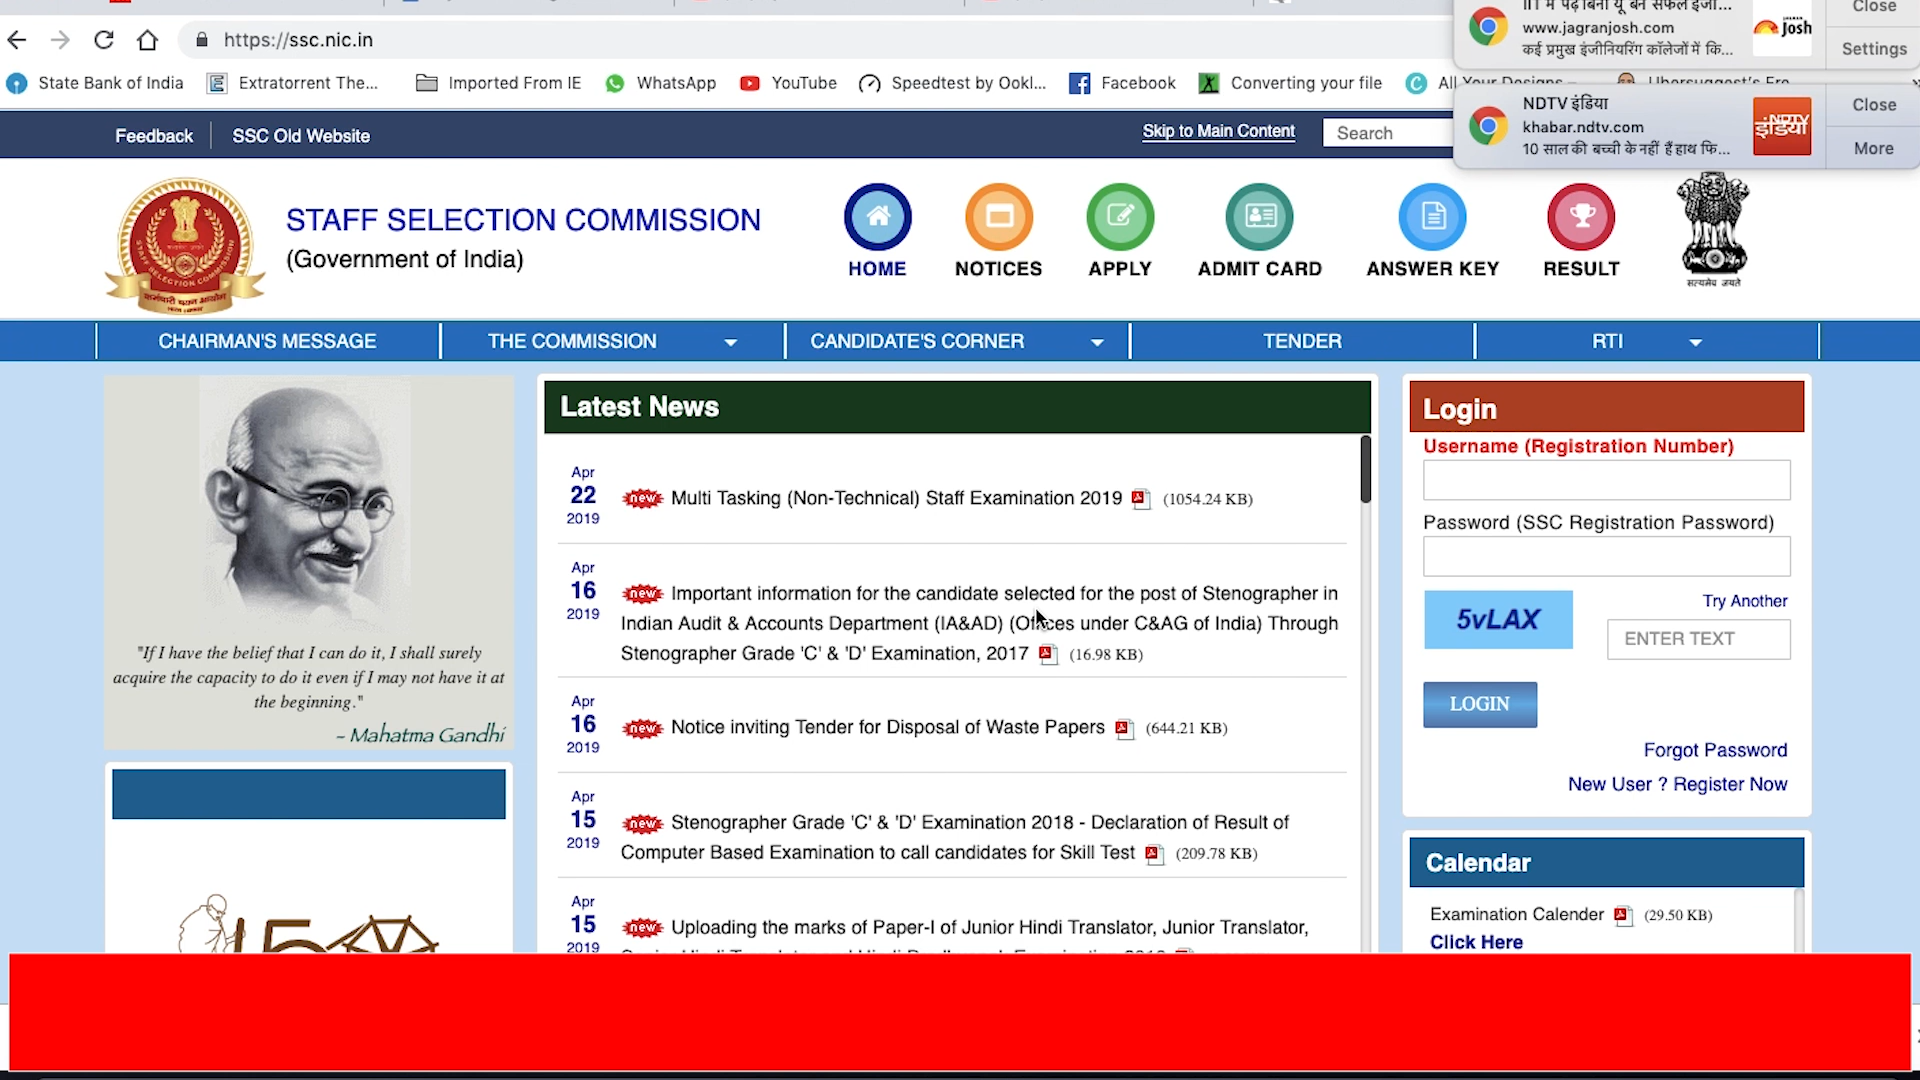 https://ssc.nic.in
www.jagranjosh.com
कई प्रमुख इंजीनियरिंग कॉलेजों में कि...
Josh
Close
Settings
State Bank of India
Extratorrent The...
Imported From IE
WhatsApp
YouTube
Speedtest by Ookl...
Facebook
Converting your file
NDTV इंडिया
khabar.ndtv.com
10 साल की बच्ची के नहीं हैं हाथ फि...
NDTV
इंडिया
Close
More
Feedback
SSC Old Website
Skip to Main Content
Search
STAFF SELECTION COMMISSION
(Government of India)
HOME
NOTICES
APPLY
ADMIT CARD
ANSWER KEY
RESULT
सत्यमेव जयते
CHAIRMAN'S MESSAGE
THE COMMISSION
CANDIDATE'S CORNER
TENDER
RTI
"If I have the belief that I can do it, I shall surely
acquire the capacity to do it even if I may not have it at
the beginning."
- Mahatma Gandhi
Latest News
Apr
22
2019
new Multi Tasking (Non-Technical) Staff Examination 2019 (1054.24 KB)
Apr
16
2019
new Important information for the candidate selected for the post of Stenographer in
Indian Audit & Accounts Department (IA&AD) (Offices under C&AG of India) Through
Stenographer Grade 'C' & 'D' Examination, 2017 (16.98 KB)
Apr
16
2019
new Notice inviting Tender for Disposal of Waste Papers (644.21 KB)
Apr
15
2019
new Stenographer Grade 'C' & 'D' Examination 2018 - Declaration of Result of
Computer Based Examination to call candidates for Skill Test (209.78 KB)
Apr
15
2019
new Uploading the marks of Paper-I of Junior Hindi Translator, Junior Translator,
Login
Username (Registration Number)
Password (SSC Registration Password)
5vLAX
Try Another
ENTER TEXT
LOGIN
Forgot Password
New User ? Register Now
Calendar
Examination Calender (29.50 KB)
Click Here